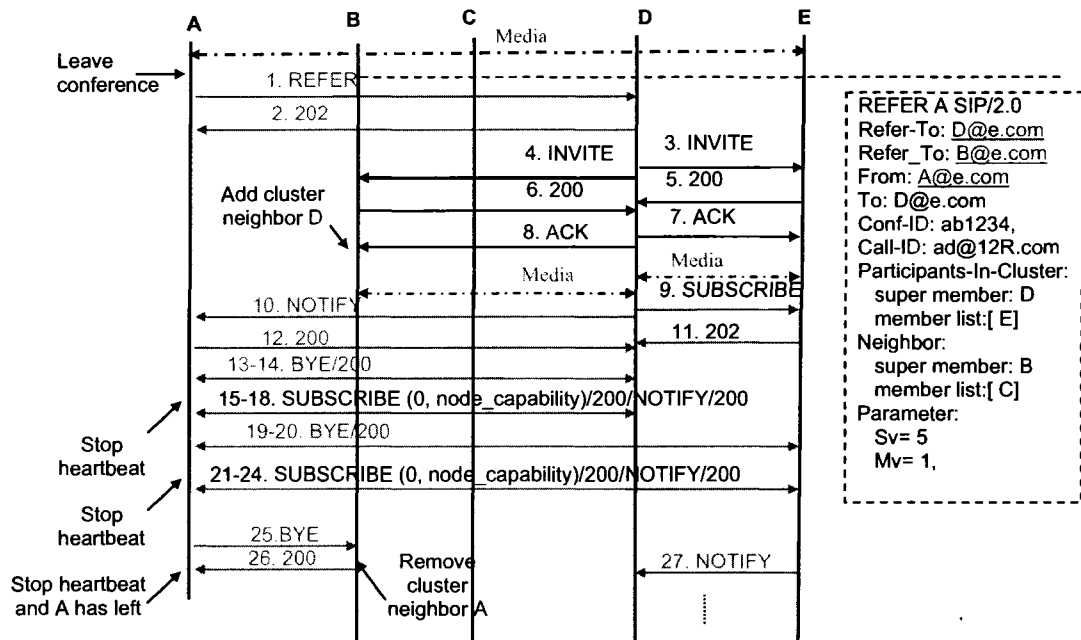 A B C D E
Media
Leave
conference
1. REFER
2. 202
3. INVITE
4. INVITE
5. 200
6. 200
Add cluster
neighbor D
7. ACK
8. ACK
Media
Media
9. SUBSCRIBE
10. NOTIFY
11. 202
12. 200
13-14. BYE/200
15-18. SUBSCRIBE (0, node_capability)/200/NOTIFY/200
Stop
heartbeat
19-20. BYE/200
21-24. SUBSCRIBE (0, node_capability)/200/NOTIFY/200
Stop
heartbeat
25.BYE
26. 200
Remove
cluster
neighbor A
27. NOTIFY
Stop heartbeat
and A has left
REFER A SIP/2.0
Refer-To: D@e.com
Refer_To: B@e.com
From: A@e.com
To: D@e.com
Conf-ID: ab1234,
Call-ID: ad@12R.com
Participants-In-Cluster:
super member: D
member list:[ E]
Neighbor:
super member: B
member list:[ C]
Parameter:
Sv= 5
Mv= 1,